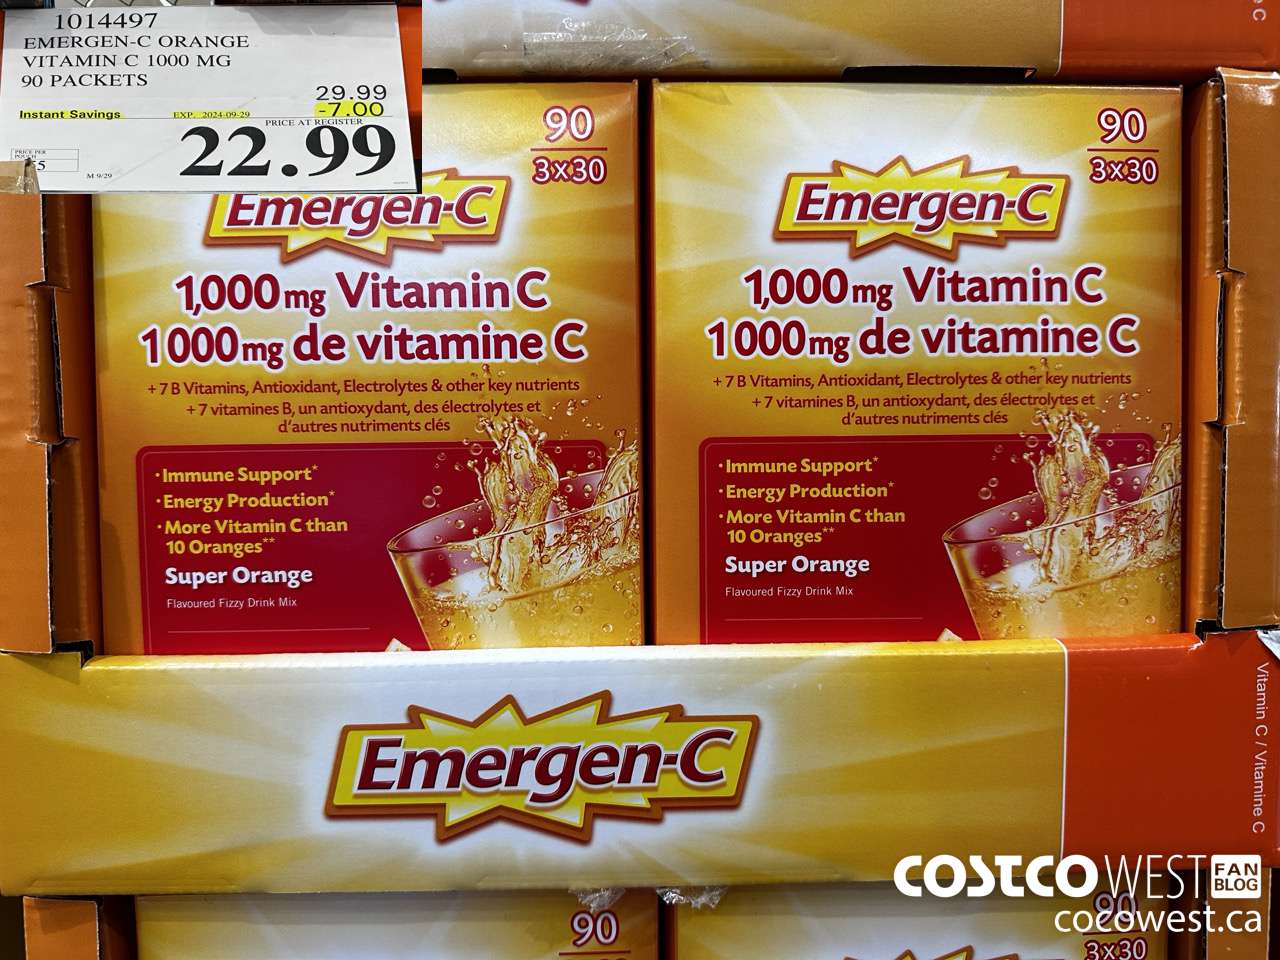 1014497
EMERGEN-C ORANGE
VITAMIN C 1000 MG
90 PACKETS
29.99
Instant Savings EXP. 2024-09-29 -7.00
PRICE AT REGISTER
22.99
PRICE PER
POUCH
M 9/29
C
90
3x30
Emergen-C
1,000mg Vitamin C
1000mg de vitamine C
+ 7 B Vitamins, Antioxidant, Electrolytes & other key nutrients
+ 7 vitamines B, un antioxydant, des électrolytes et
d'autres nutriments clés
· Immune Support*
· Energy Production*
· More Vitamin C than
10 Oranges**
Super Orange
Flavoured Fizzy Drink Mix
90
3x30
Emergen-C
1,000mg Vitamin C
1000mg de vitamine C
+ 7 B Vitamins, Antioxidant, Electrolytes & other key nutrients
+ 7 vitamines B, un antioxydant, des électrolytes et
d'autres nutriments clés
· Immune Support*
· Energy Production*
· More Vitamin C than
10 Oranges**
Super Orange
Flavoured Fizzy Drink Mix
Emergen-C
Vitamin C / Vitamine C
90
90
3x30
COSTCO WEST FAN
BLOG
cocowest.ca